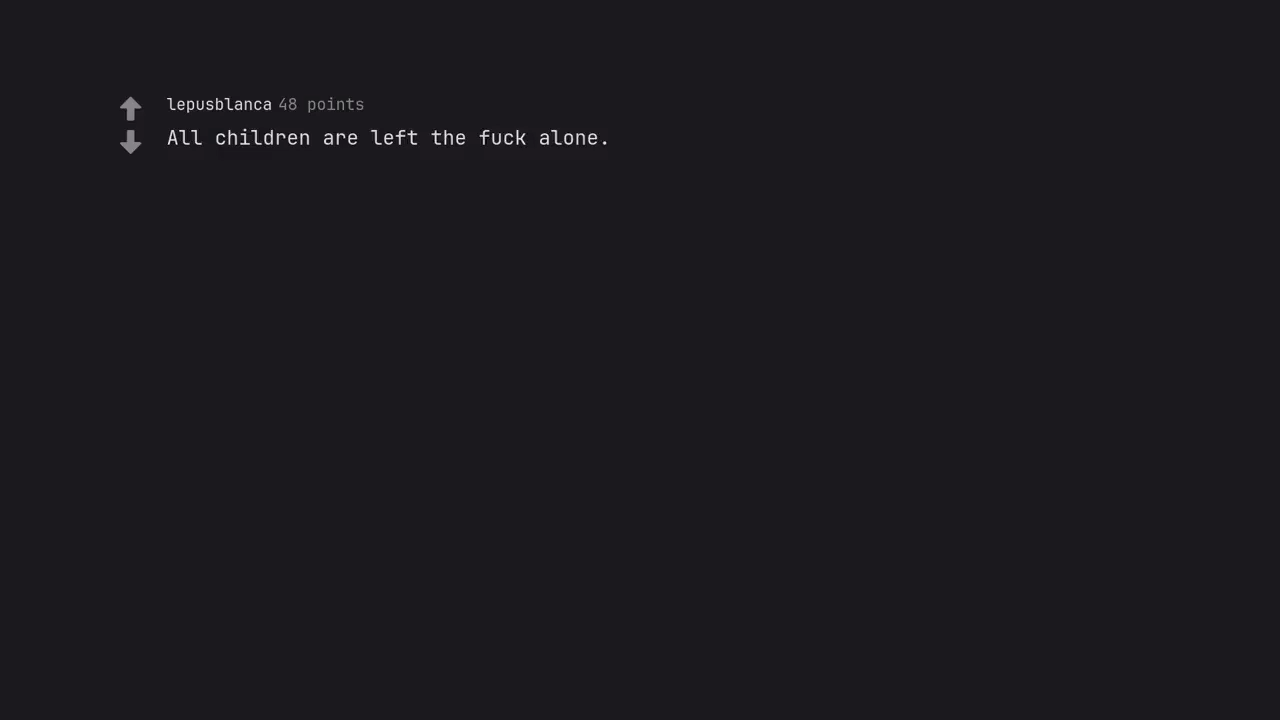 lepusblanca 48 points
All children are left the fuck alone.